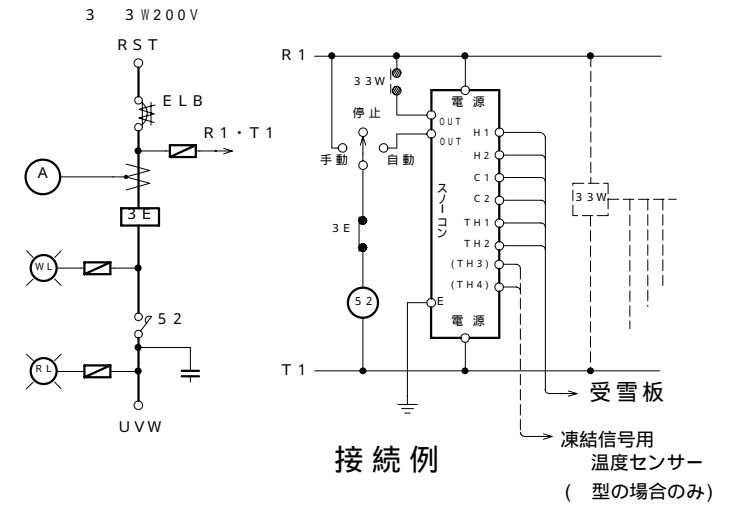 3 3W200V
RST
ELB
R1・T1
A
3E
WL
52
RL
UVW
R1
33W
停止
手動
自動
3E
52
T1
電源
OUT
OUT
スノーコン
H1
H2
C1
C2
TH1
TH2
(TH3)
(TH4)
E
電源
33W
受雪板
凍結信号用
温度センサー
( 型の場合のみ)
接続例